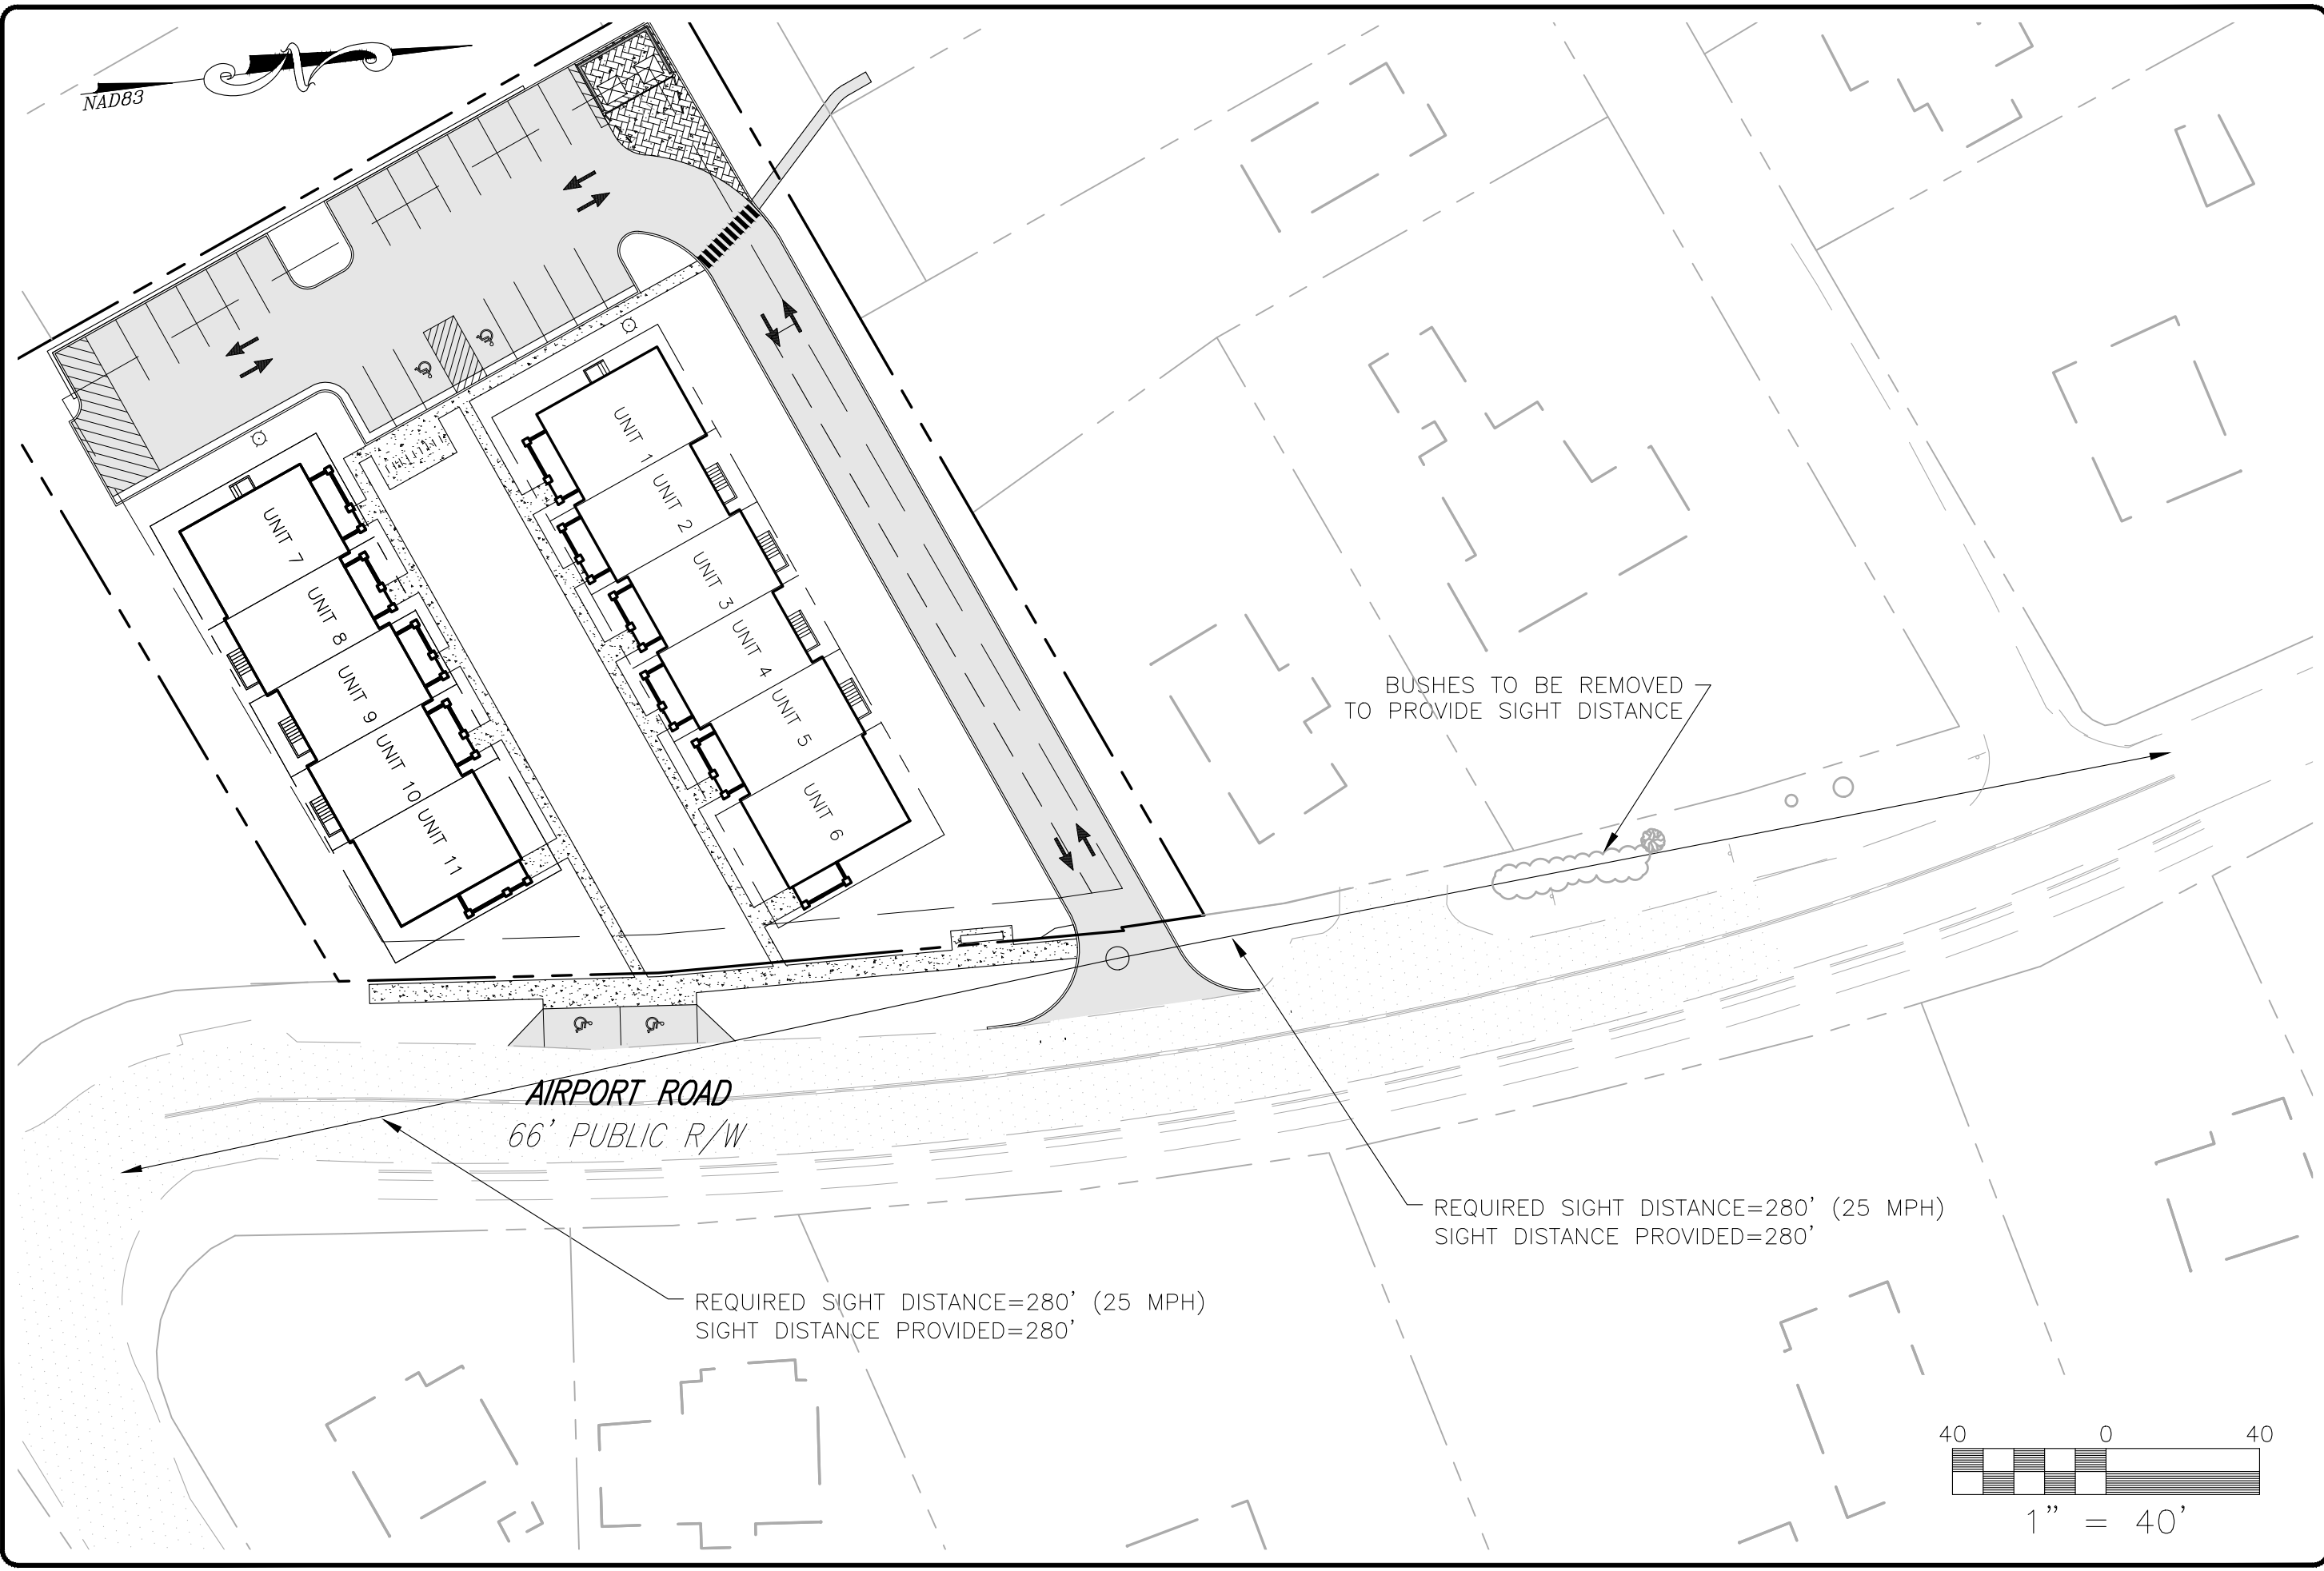 N
NAD83
UNIT 1
UNIT 2
UNIT 3
UNIT 4
UNIT 5
UNIT 6
UNIT 7
UNIT 8
UNIT 9
UNIT 10
UNIT 11
BUSHES TO BE REMOVED
TO PROVIDE SIGHT DISTANCE
AIRPORT ROAD
66' PUBLIC R/W
REQUIRED SIGHT DISTANCE=280' (25 MPH)
SIGHT DISTANCE PROVIDED=280'
REQUIRED SIGHT DISTANCE=280' (25 MPH)
SIGHT DISTANCE PROVIDED=280'
40 0 40
1" = 40'